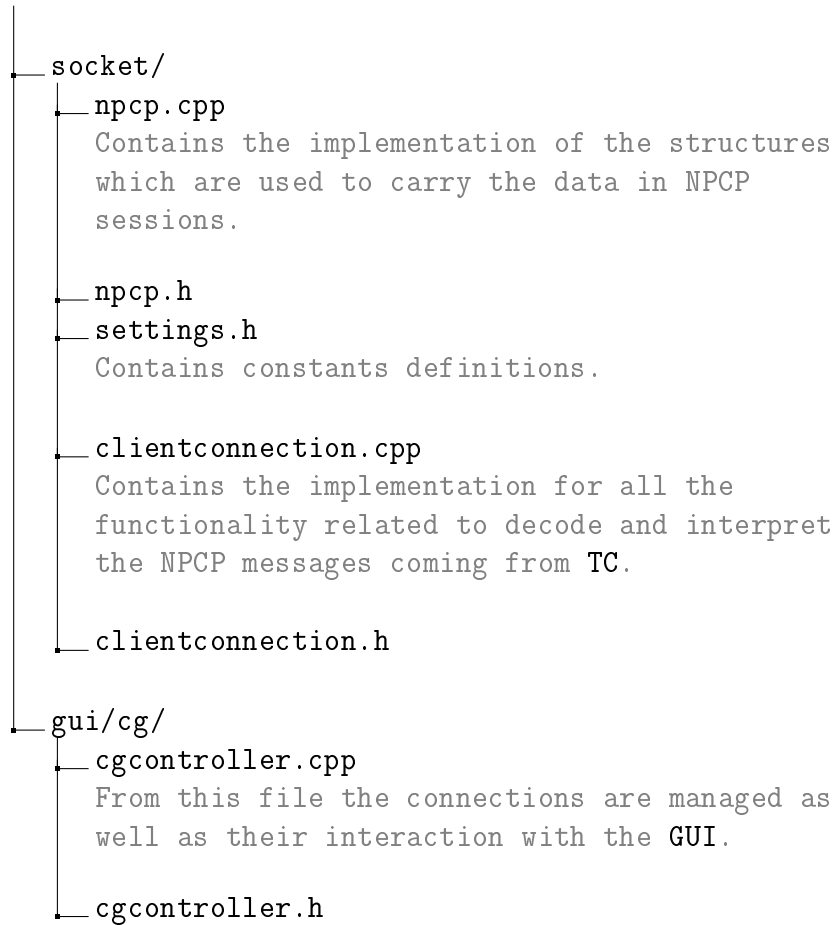 socket/
npcp.cpp
Contains the implementation of the structures
which are used to carry the data in NPCP
sessions.
npcp.h
settings.h
Contains constants definitions.
clientconnection.cpp
Contains the implementation for all the
functionality related to decode and interpret
the NPCP messages coming from TC.
clientconnection.h
gui/cg/
cgcontroller.cpp
From this file the connections are managed as
well as their interaction with the GUI.
cgcontroller.h